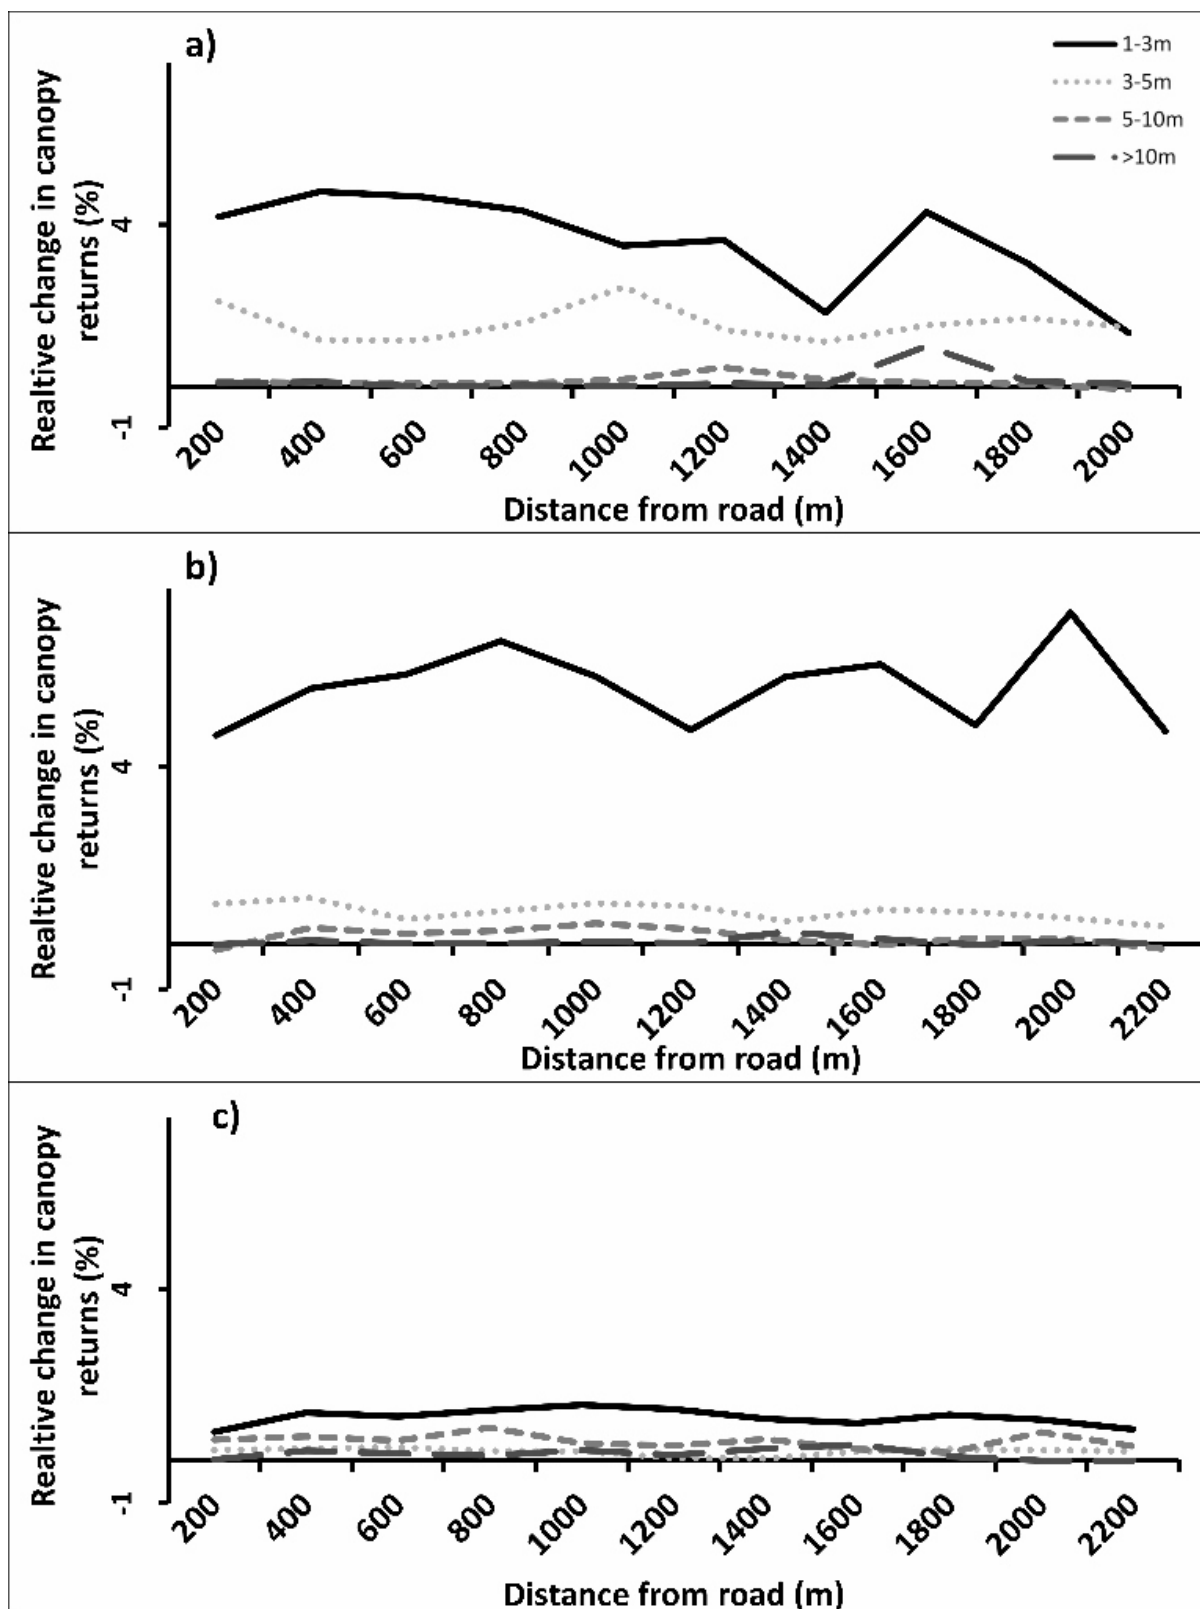 a)
1-3m
3-5m
5-10m
>10m
Realtive change in canopy
returns (%)
4
-1
200 400 600 800 1000 1200 1400 1600 1800 2000
Distance from road (m)
b)
Realtive change in canopy
returns (%)
4
-1
200 400 600 800 1000 1200 1400 1600 1800 2000 2200
Distance from road (m)
c)
Realtive change in canopy
returns (%)
4
-1
200 400 600 800 1000 1200 1400 1600 1800 2000 2200
Distance from road (m)